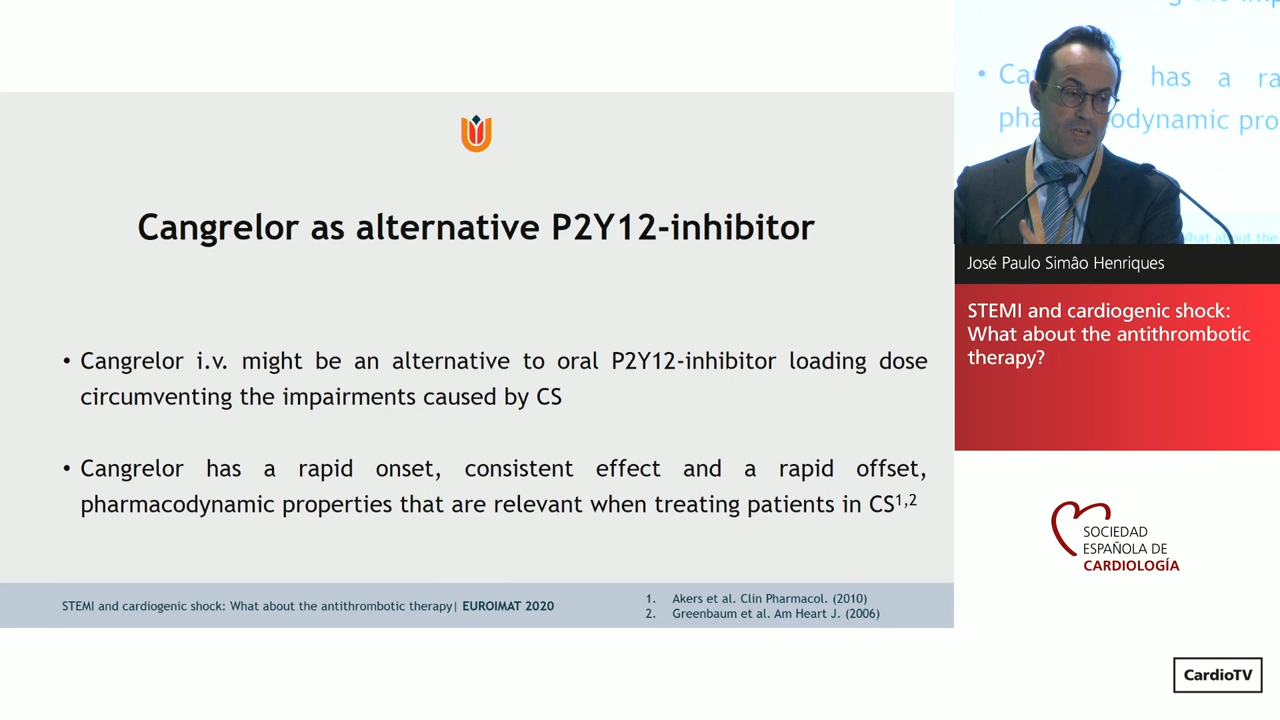 Cangrelor as alternative P2Y12-inhibitor
• Cangrelor i.v. might be an alternative to oral P2Y12-inhibitor loading dose
circumventing the impairments caused by CS
• Cangrelor has a rapid onset, consistent effect and a rapid offset,
pharmacodynamic properties that are relevant when treating patients in CS1,2
STEMI and cardiogenic shock: What about the antithrombotic therapy| EUROIMAT 2020
1. Akers et al. Clin Pharmacol. (2010)
2. Greenbaum et al. Am Heart J. (2006)
• Ca has a ra
pha odynamic pro
What about the
José Paulo Simâo Henriques
STEMI and cardiogenic shock:
What about the antithrombotic
therapy?
SOCIEDAD
ESPAÑOLA DE
CARDIOLOGÍA
CardioTV